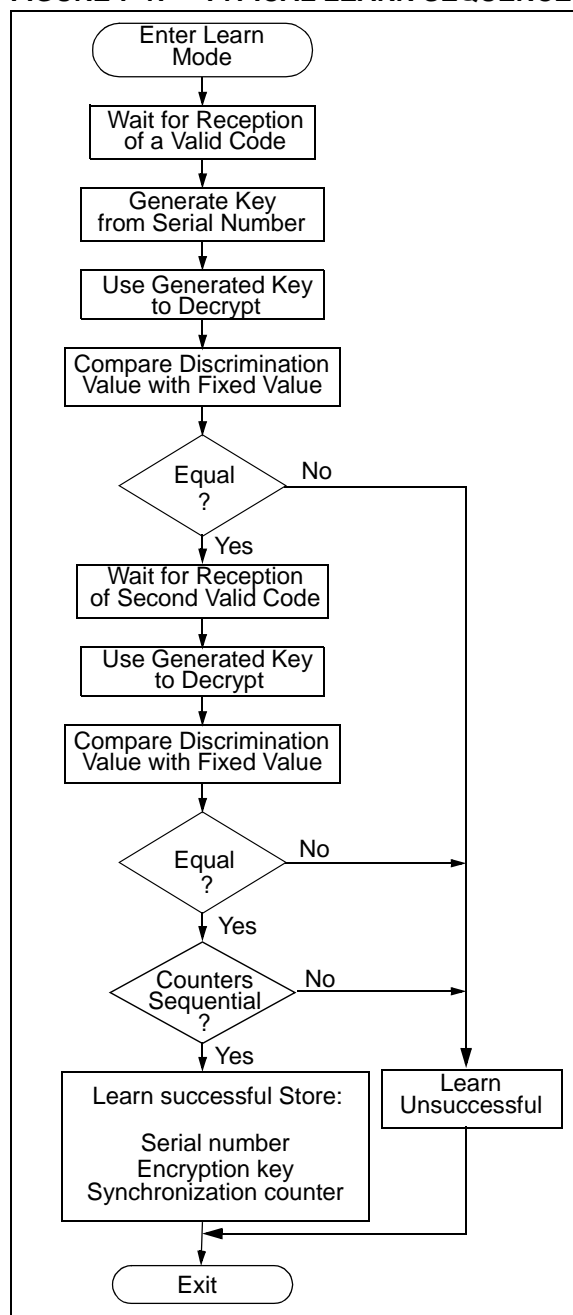 Enter Learn
Mode
Wait for Reception
of a Valid Code
Generate Key
from Serial Number
Use Generated Key
to Decrypt
Compare Discrimination
Value with Fixed Value
Equal
?
No
Yes
Wait for Reception
of Second Valid Code
Use Generated Key
to Decrypt
Compare Discrimination
Value with Fixed Value
Equal
?
No
Yes
Counters
Sequential
?
No
Yes
Learn successful Store:
Serial number
Encryption key
Synchronization counter
Learn
Unsuccessful
Exit